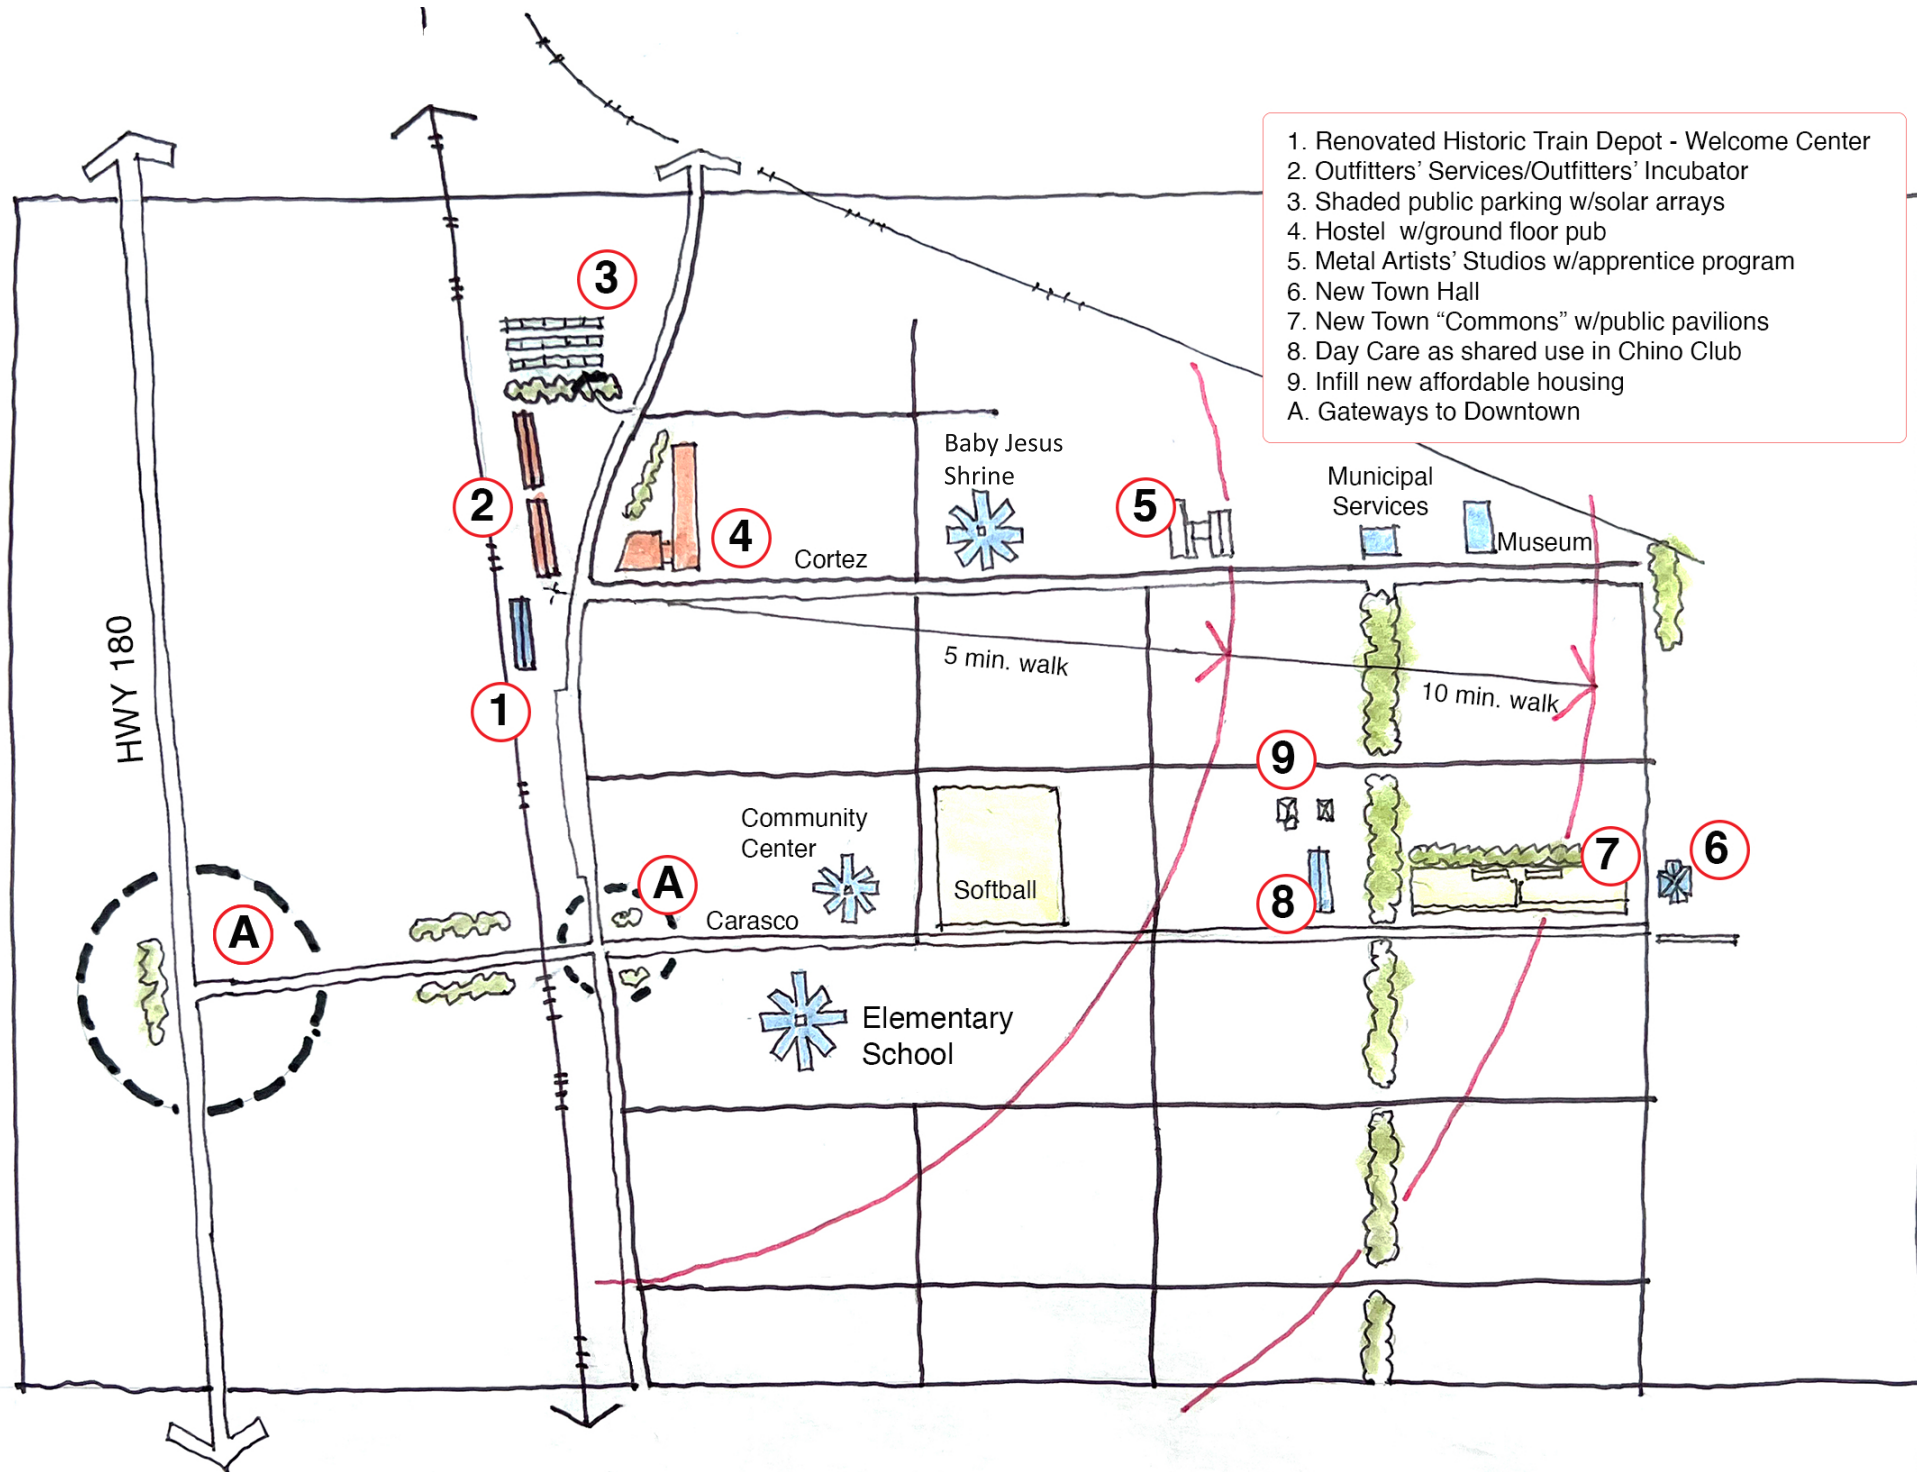 1. Renovated Historic Train Depot - Welcome Center
2. Outfitters’ Services/Outfitters’ Incubator
3. Shaded public parking w/solar arrays
4. Hostel w/ground floor pub
5. Metal Artists’ Studios w/apprentice program
6. New Town Hall
7. New Town “Commons” w/public pavilions
8. Day Care as shared use in Chino Club
9. Infill new affordable housing
A. Gateways to Downtown
3
Baby Jesus
Shrine
Municipal
Services
2
4
5
Cortez
Museum
HWY 180
5 min. walk
10 min. walk
1
9
Community
Center
7
6
A
Softball
8
Carasco
A
Elementary
School